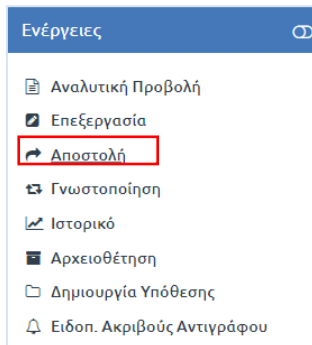 Ενέργειες
Αναλυτική Προβολή
Επεξεργασία
Αποστολή
Γνωστοποίηση
Ιστορικό
Αρχειοθέτηση
Δημιουργία Υπόθεσης
Ειδοπ. Ακριβούς Αντιγράφου